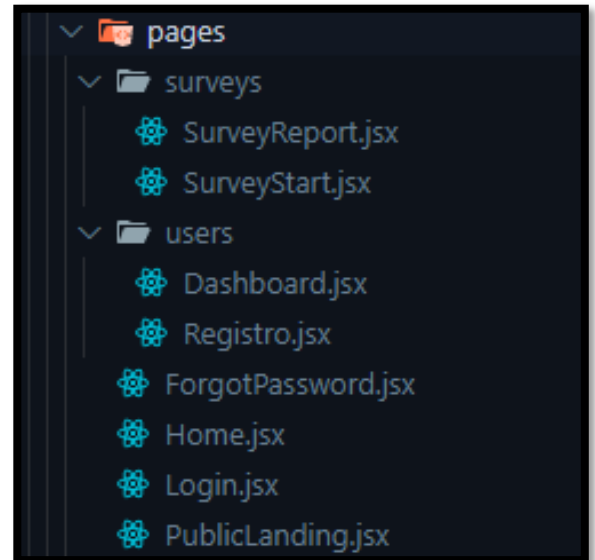 pages
surveys
SurveyReport.jsx
SurveyStart.jsx
users
Dashboard.jsx
Registro.jsx
ForgotPassword.jsx
Home.jsx
Login.jsx
PublicLanding.jsx